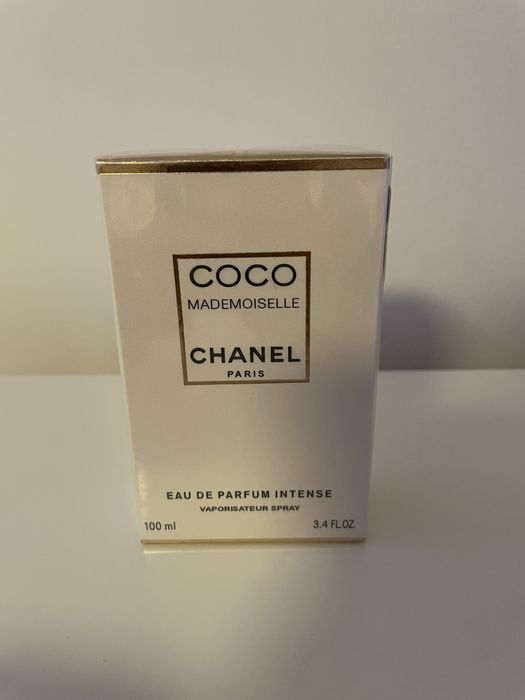 COCO
MADEMOISELLE
CHANEL
PARIS
EAU DE PARFUM INTENSE
VAPORISATEUR SPRAY
100 ml 3.4 FL.OZ.